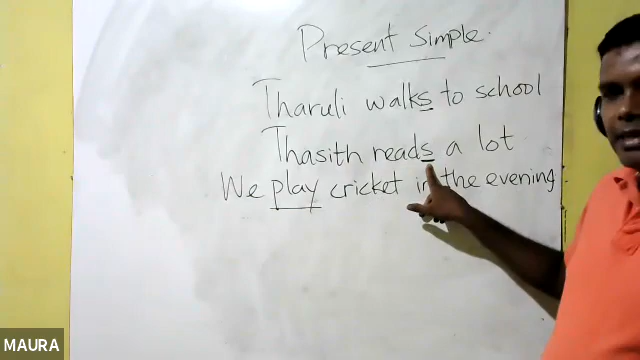 Present Simple.
Tharuli walks to school
Thasith reads a lot
We play cricket in the evening
MAURA